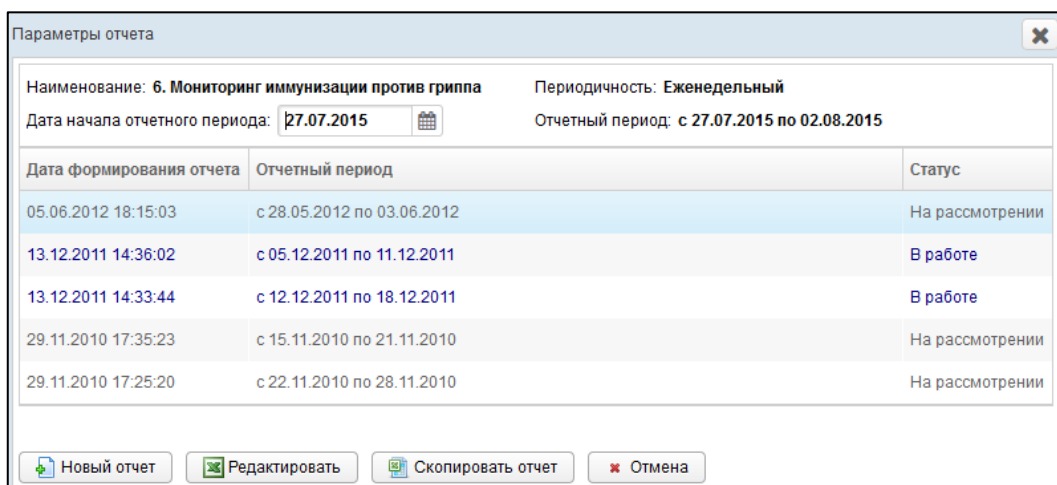 Параметры отчета
Наименование: 6. Мониторинг иммунизации против гриппа Периодичность: Еженедельный
Дата начала отчетного периода: 27.07.2015 Отчетный период: с 27.07.2015 по 02.08.2015
Дата формирования отчета Отчетный период Статус
05.06.2012 18:15:03 с 28.05.2012 по 03.06.2012 На рассмотрении
13.12.2011 14:36:02 с 05.12.2011 по 11.12.2011 В работе
13.12.2011 14:33:44 с 12.12.2011 по 18.12.2011 В работе
29.11.2010 17:35:23 с 15.11.2010 по 21.11.2010 На рассмотрении
29.11.2010 17:25:20 с 22.11.2010 по 28.11.2010 На рассмотрении
Новый отчет Редактировать Скопировать отчет Отмена